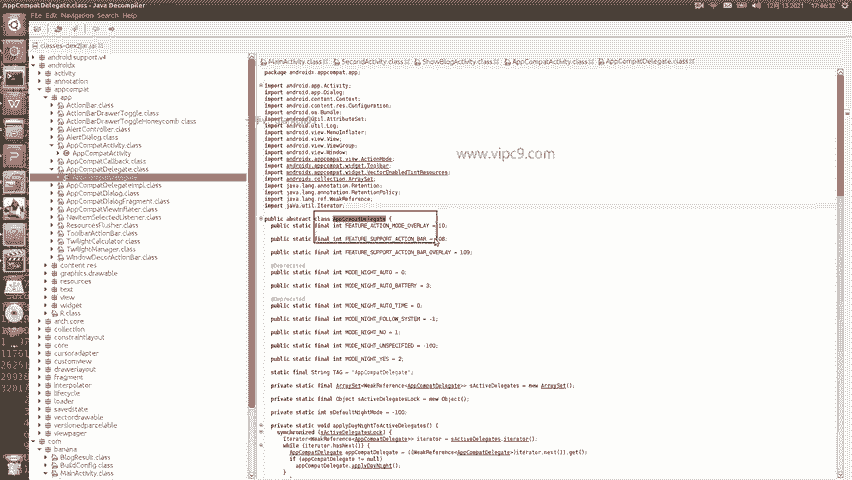 AppCompatDelegate.class - Java Decompiler
12月 13 2021 17:46:32
File Edit Navigation Search Help
classes-dex2jar.jar
android.support.v4
androidx
activity
annotation
appcompat
app
ActionBar.class
ActionBarDrawerToggle.class
ActionBarDrawerToggleHoneycomb.class
AlertController.class
AlertDialog.class
AppCompatActivity.class
AppCompatActivity
AppCompatCallback.class
AppCompatDelegate.class
AppCompatDelegateImpl.class
AppCompatDialog.class
AppCompatDialogFragment.class
AppCompatViewInflater.class
NavItemSelectedListener.class
ResourcesFlusher.class
ToolbarActionBar.class
TwilightCalculator.class
TwilightManager.class
WindowDecorActionBar.class
content.res
graphics.drawable
resources
text
view
widget
R.class
arch.core
collection
constraintlayout
core
cursoradapter
customview
drawerlayout
fragment
interpolator
lifecycle
loader
savedstate
vectordrawable
versionedparcelable
viewpager
com
banana
BlogResult.class
BuildConfig.class
MainActivity.class
MainActivity.class
SecondActivity.class
ShowBlogActivity.class
AppCompatActivity.class
AppCompatDelegate.class
package androidx.appcompat.app;
import android.app.Activity;
import android.app.Dialog;
import android.content.Context;
import android.content.res.Configuration;
import android.os.Bundle;
import android.util.AttributeSet;
import android.util.Log;
import android.view.MenuInflater;
import android.view.View;
import android.view.ViewGroup;
import android.view.Window;
import androidx.appcompat.view.ActionMode;
import androidx.appcompat.widget.Toolbar;
import androidx.appcompat.widget.VectorEnabledTintResources;
import androidx.collection.ArraySet;
import java.lang.annotation.Retention;
import java.lang.annotation.RetentionPolicy;
import java.lang.ref.WeakReference;
import java.util.Iterator;
www.vipc9.com
public abstract class AppCompatDelegate {
public static final int FEATURE_ACTION_MODE_OVERLAY = 10;
public static final int FEATURE_SUPPORT_ACTION_BAR = 108;
public static final int FEATURE_SUPPORT_ACTION_BAR_OVERLAY = 109;
@Deprecated
public static final int MODE_NIGHT_AUTO = 0;
public static final int MODE_NIGHT_AUTO_BATTERY = 3;
@Deprecated
public static final int MODE_NIGHT_AUTO_TIME = 0;
public static final int MODE_NIGHT_FOLLOW_SYSTEM = -1;
public static final int MODE_NIGHT_NO = 1;
public static final int MODE_NIGHT_UNSPECIFIED = -100;
public static final int MODE_NIGHT_YES = 2;
static final String TAG = "AppCompatDelegate";
private static final ArraySet<WeakReference<AppCompatDelegate>> sActiveDelegates = new ArraySet();
private static final Object sActiveDelegatesLock = new Object();
private static int sDefaultNightMode = -100;
private static void applyDayNightToActiveDelegates() {
synchronized (sActiveDelegatesLock) {
Iterator<WeakReference<AppCompatDelegate>> iterator = sActiveDelegates.iterator();
while (iterator.hasNext()) {
AppCompatDelegate appCompatDelegate = ((WeakReference<AppCompatDelegate>)iterator.next()).get();
if (appCompatDelegate != null)
appCompatDelegate.applyDayNight();
}